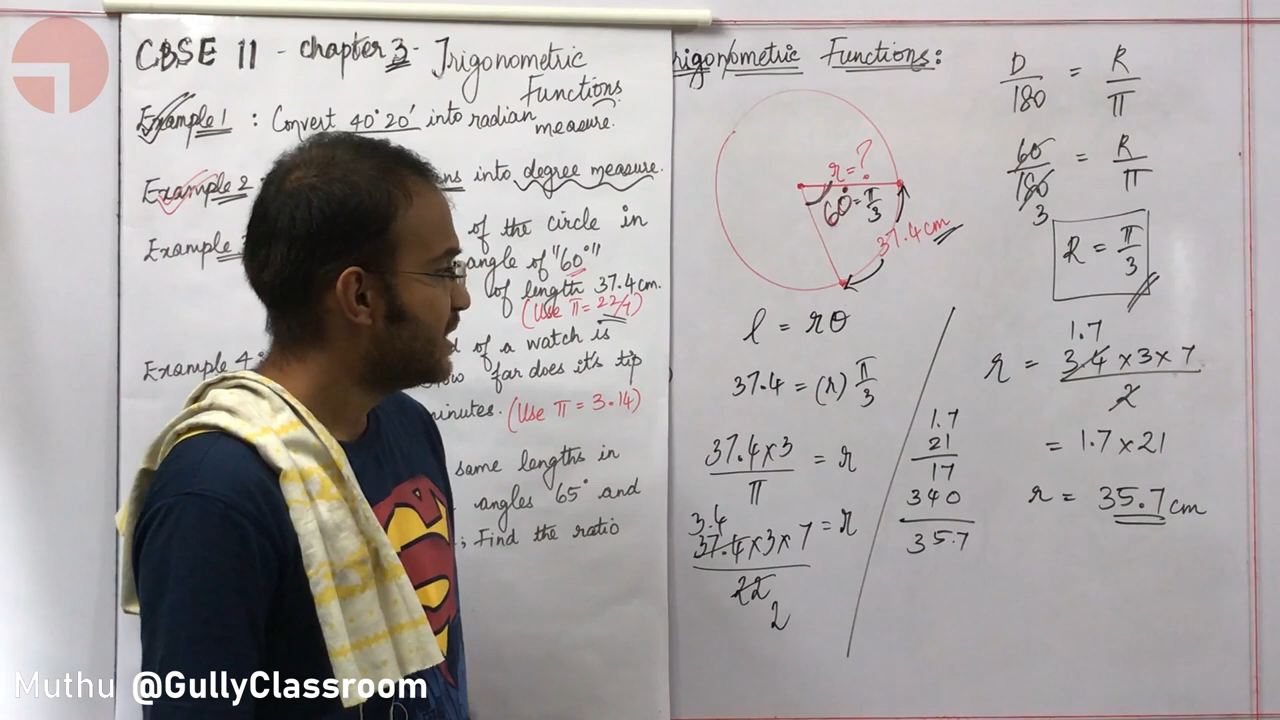 CBSE 11 - chapter 3 - Trigonometric
Functions
Example 1 : Convert 40° 20' into radian
measure.
Example 2 into degree measure.
Example of the circle in
angle of "60°"
of length 37.4 cm.
(Use π = 22/7)
Example 4 : of a watch is
far does it's tip
minutes. (Use π = 3.14)
same lengths in
angles '65° and
; Find the ratio
Trigonometric Functions:
r = ?
60° = π/3
37.4 cm
l = rθ
37.4 = (r) π/3
37.4 × 3 / π = r
3.4
37.4 × 3 × 7 / 22 = r
2
D/180 = R/π
60/180 = R/π
3
R = π/3
1.7
r = 3.4 × 3 × 7 / 2
= 1.7 × 21
r = 35.7 cm
1.7
21
17
340
35.7
Muthu @GullyClassroom